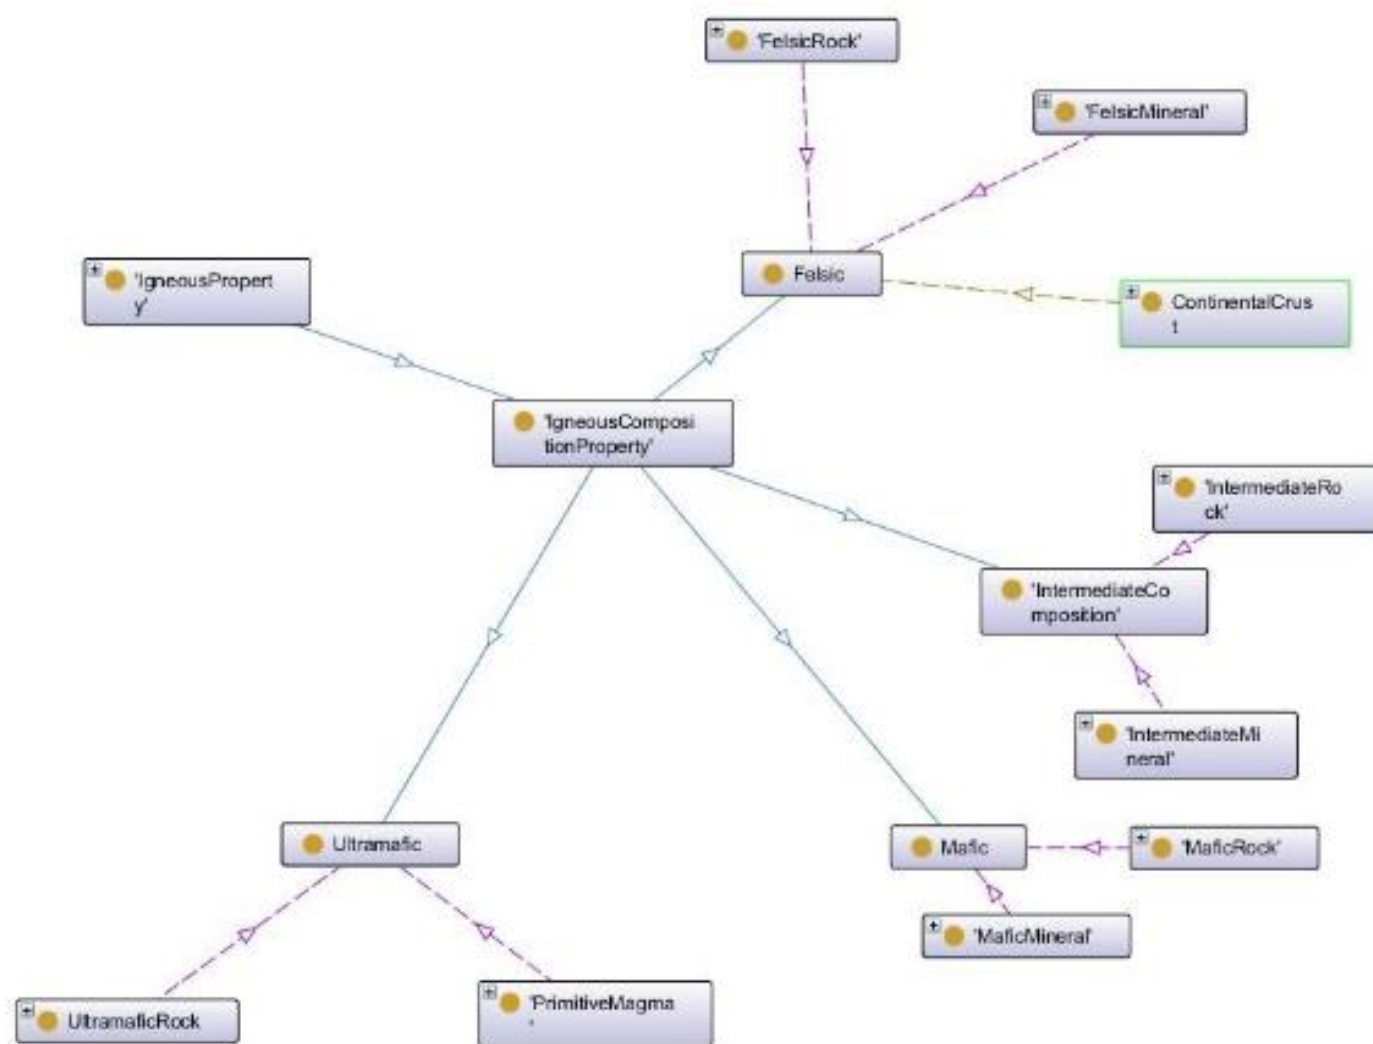 'FelsicRock'
'FelsicMineral'
Felsic
'IgneousPropert
y'
ContinentalCrus
t
'IgneousComposi
tionProperty'
'IntermediateRo
ck'
'IntermediateCo
mposition'
'IntermediateMi
neral'
Ultramafic
Mafic
'MaficRock'
'MaficMineral'
UltramaficRock
'PrimitiveMagma
'